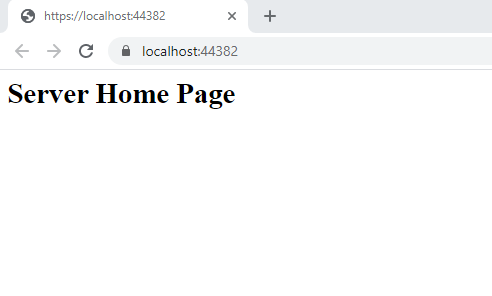 https://localhost:44382
localhost:44382
Server Home Page